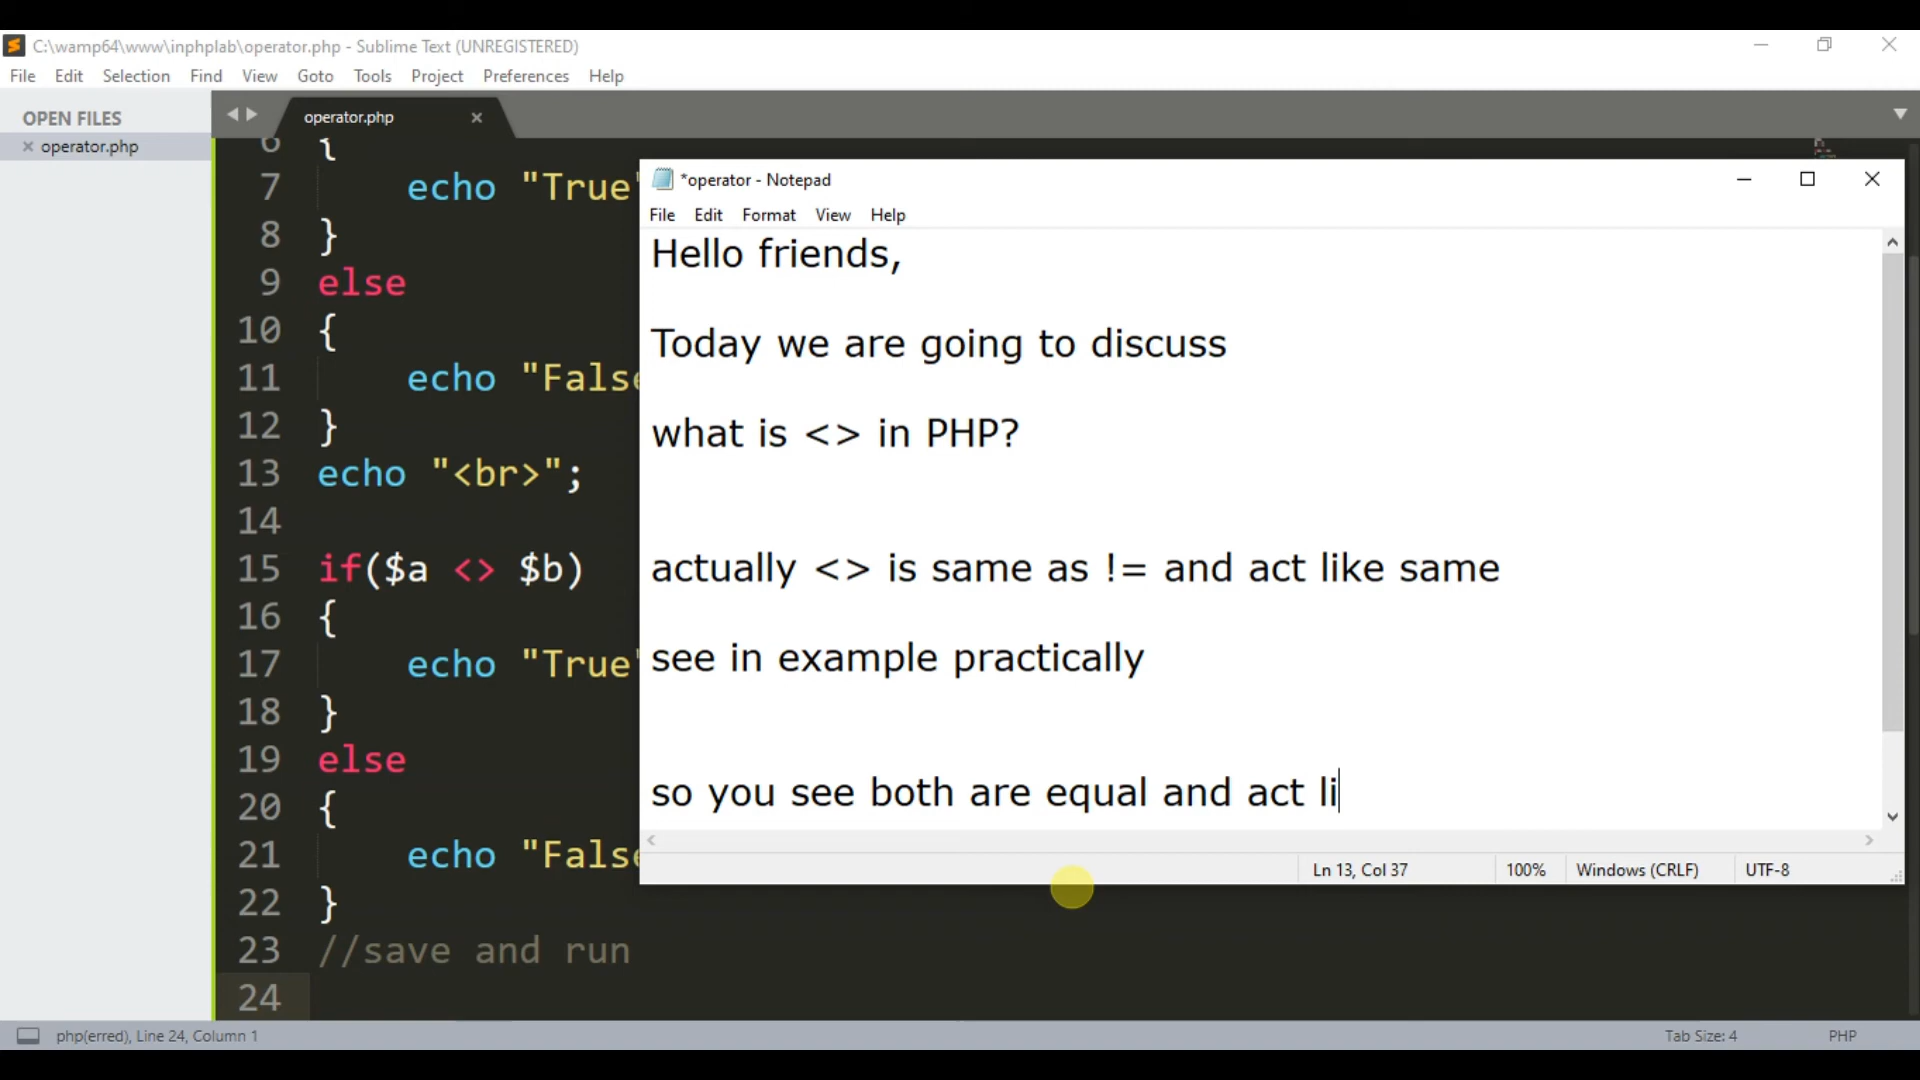 C:\wamp64\www\inphplab\operator.php - Sublime Text (UNREGISTERED)
File Edit Selection Find View Goto Tools Project Preferences Help
OPEN FILES
operator.php
operator.php
6 {
7 echo "True"
8 }
9 else
10 {
11 echo "False
12 }
13 echo "<br>";
14
15 if($a <> $b)
16 {
17 echo "True"
18 }
19 else
20 {
21 echo "False
22 }
23 //save and run
24
*operator - Notepad
File Edit Format View Help
Hello friends,
Today we are going to discuss
what is <> in PHP?
actually <> is same as != and act like same
see in example practically
so you see both are equal and act li
Ln 13, Col 37 100% Windows (CRLF) UTF-8
php(erred), Line 24, Column 1 Tab Size: 4 PHP